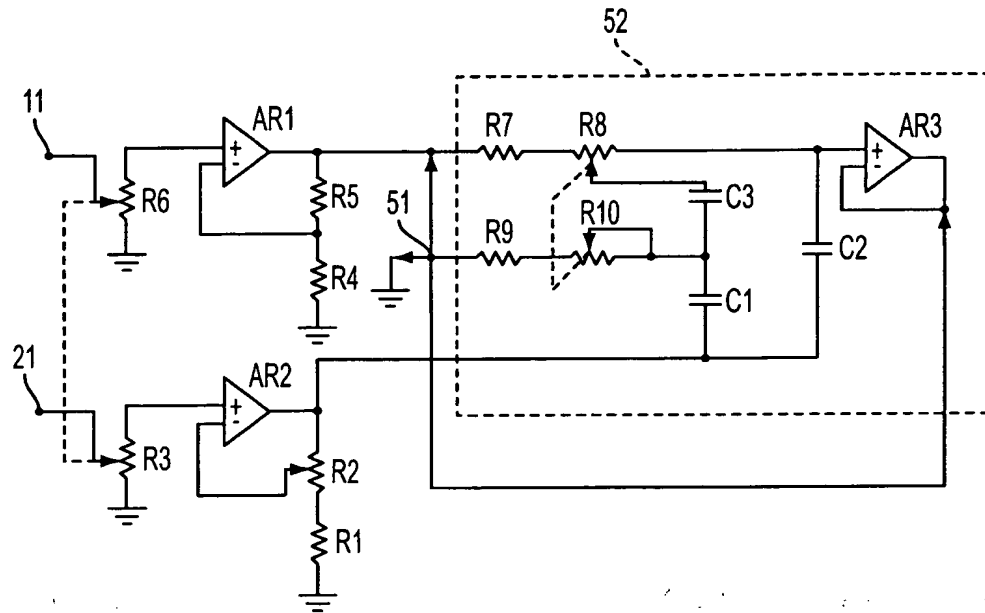 52
11
AR1
R7
R8
AR3
+
-
+
-
R6
R5
51
R10
C3
R9
C2
R4
C1
21
AR2
+
-
R3
R2
R1